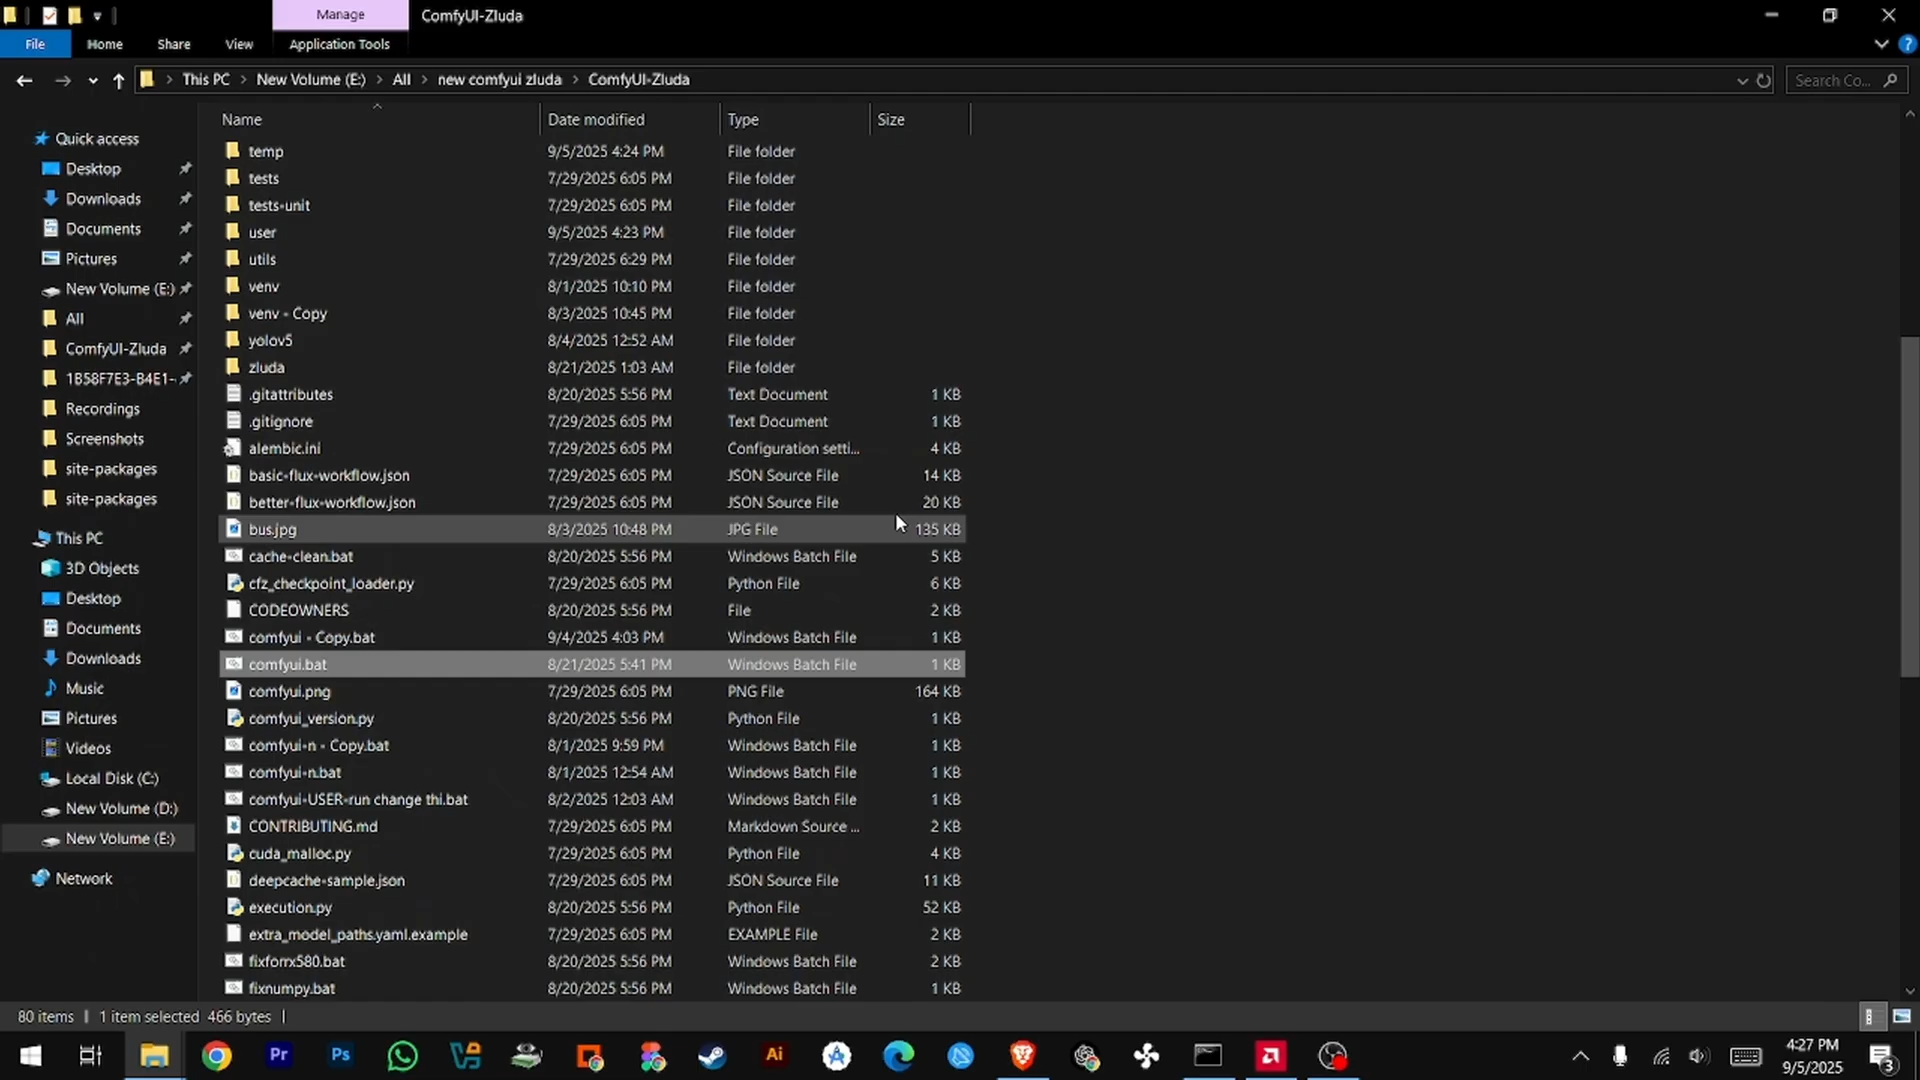 Manage
ComfyUI-Zluda
File
Home
Share
View
Application Tools
This PC
New Volume (E:)
All
new comfyui zluda
ComfyUI-Zluda
Search Co...
Name
Date modified
Type
Size
temp 9/5/2025 4:24 PM File folder
tests 7/29/2025 6:05 PM File folder
tests-unit 7/29/2025 6:05 PM File folder
user 9/5/2025 4:23 PM File folder
utils 7/29/2025 6:29 PM File folder
venv 8/1/2025 10:10 PM File folder
venv - Copy 8/3/2025 10:45 PM File folder
yolov5 8/4/2025 12:52 AM File folder
zluda 8/21/2025 1:03 AM File folder
.gitattributes 8/20/2025 5:56 PM Text Document 1 KB
.gitignore 7/29/2025 6:05 PM Text Document 1 KB
alembic.ini 7/29/2025 6:05 PM Configuration setti... 4 KB
basic-flux-workflow.json 7/29/2025 6:05 PM JSON Source File 14 KB
better-flux-workflow.json 7/29/2025 6:05 PM JSON Source File 20 KB
bus.jpg 8/3/2025 10:48 PM JPG File 135 KB
cache-clean.bat 8/20/2025 5:56 PM Windows Batch File 5 KB
cfz_checkpoint_loader.py 7/29/2025 6:05 PM Python File 6 KB
CODEOWNERS 8/20/2025 5:56 PM File 2 KB
comfyui - Copy.bat 9/4/2025 4:03 PM Windows Batch File 1 KB
comfyui.bat 8/21/2025 5:41 PM Windows Batch File 1 KB
comfyui.png 7/29/2025 6:05 PM PNG File 164 KB
comfyui_version.py 8/20/2025 5:56 PM Python File 1 KB
comfyui-n - Copy.bat 8/1/2025 9:59 PM Windows Batch File 1 KB
comfyui-n.bat 8/1/2025 12:54 AM Windows Batch File 1 KB
comfyui-USER-run change thi.bat 8/2/2025 12:03 AM Windows Batch File 1 KB
CONTRIBUTING.md 7/29/2025 6:05 PM Markdown Source ... 2 KB
cuda_malloc.py 7/29/2025 6:05 PM Python File 4 KB
deepcache-sample.json 7/29/2025 6:05 PM JSON Source File 11 KB
execution.py 8/20/2025 5:56 PM Python File 52 KB
extra_model_paths.yaml.example 7/29/2025 6:05 PM EXAMPLE File 2 KB
fixforrx580.bat 8/20/2025 5:56 PM Windows Batch File 2 KB
fixnumpy.bat 8/20/2025 5:56 PM Windows Batch File 1 KB
Quick access
Desktop
Downloads
Documents
Pictures
New Volume (E:)
All
ComfyUI-Zluda
1B58F7E3-B4E1-
Recordings
Screenshots
site-packages
site-packages
This PC
3D Objects
Desktop
Documents
Downloads
Music
Pictures
Videos
Local Disk (C:)
New Volume (D:)
New Volume (E:)
Network
80 items
1 item selected 466 bytes
Pr
Ps
Ai
4:27 PM
9/5/2025
3